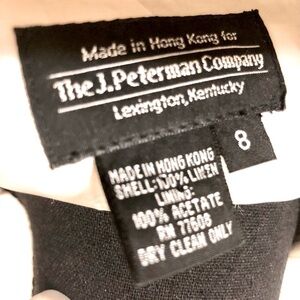 Made in Hong Kong for
The J. Peterman Company
Lexington, Kentucky
8
MADE IN HONG KONG
SHELL: 100% LINEN
LINING:
100% ACETATE
RN 77608
DRY CLEAN ONLY